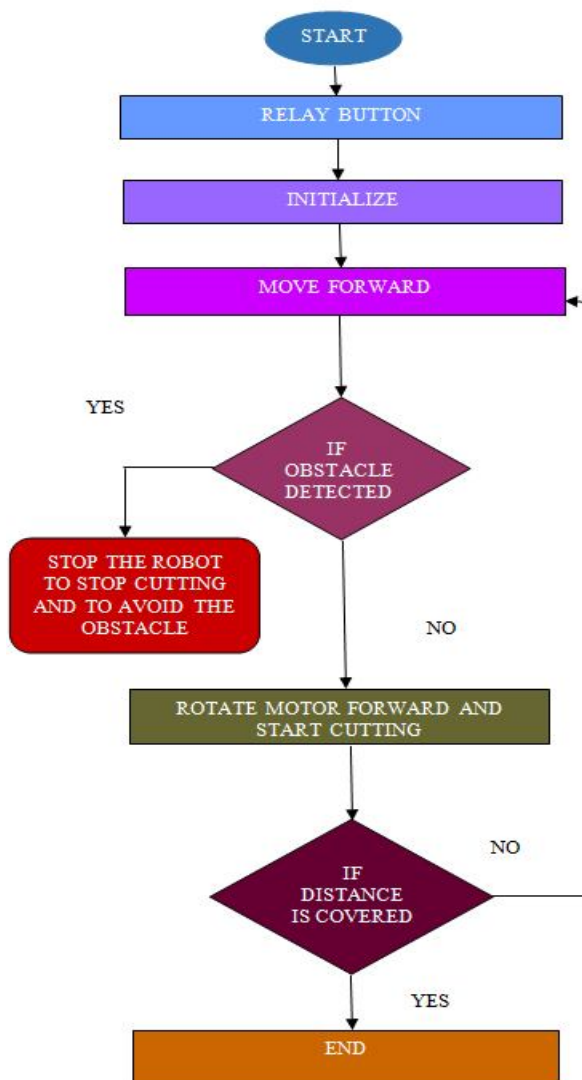 START
RELAY BUTTON
INITIALIZE
MOVE FORWARD
YES
IF
OBSTACLE
DETECTED
STOP THE ROBOT
TO STOP CUTTING
AND TO AVOID THE
OBSTACLE
NO
ROTATE MOTOR FORWARD AND
START CUTTING
NO
IF
DISTANCE
IS COVERED
YES
END